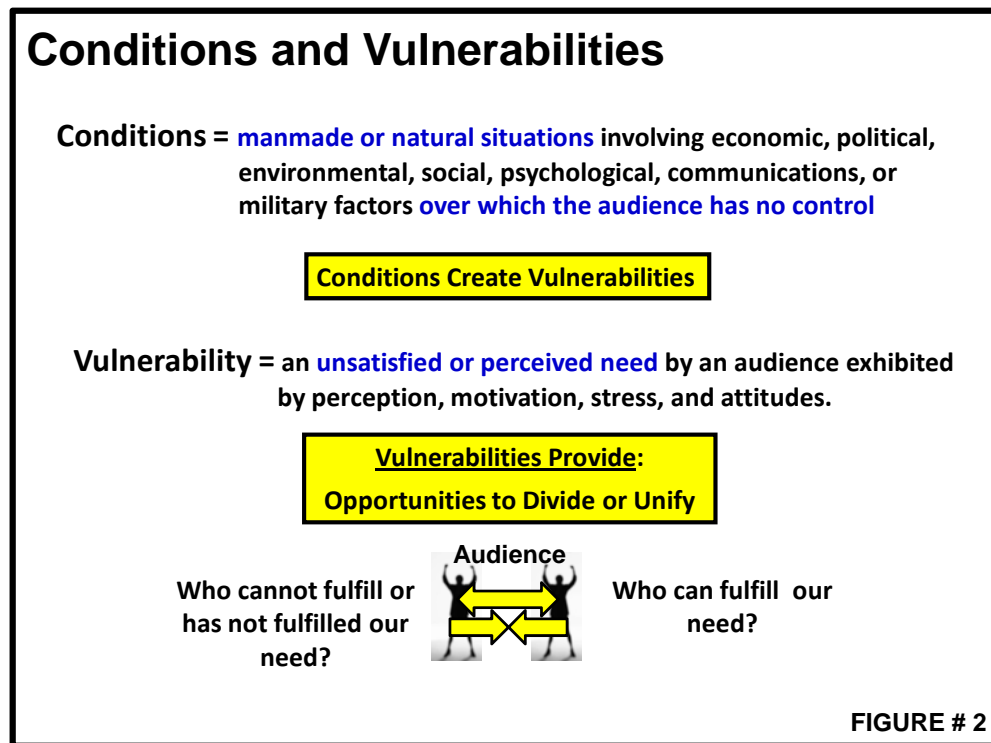 Conditions and Vulnerabilities
Conditions = manmade or natural situations involving economic, political,
environmental, social, psychological, communications, or
military factors over which the audience has no control
Conditions Create Vulnerabilities
Vulnerability = an unsatisfied or perceived need by an audience exhibited
by perception, motivation, stress, and attitudes.
Vulnerabilities Provide:
Opportunities to Divide or Unify
Audience
Who cannot fulfill or
has not fulfilled our
need?
Who can fulfill our
need?
FIGURE # 2